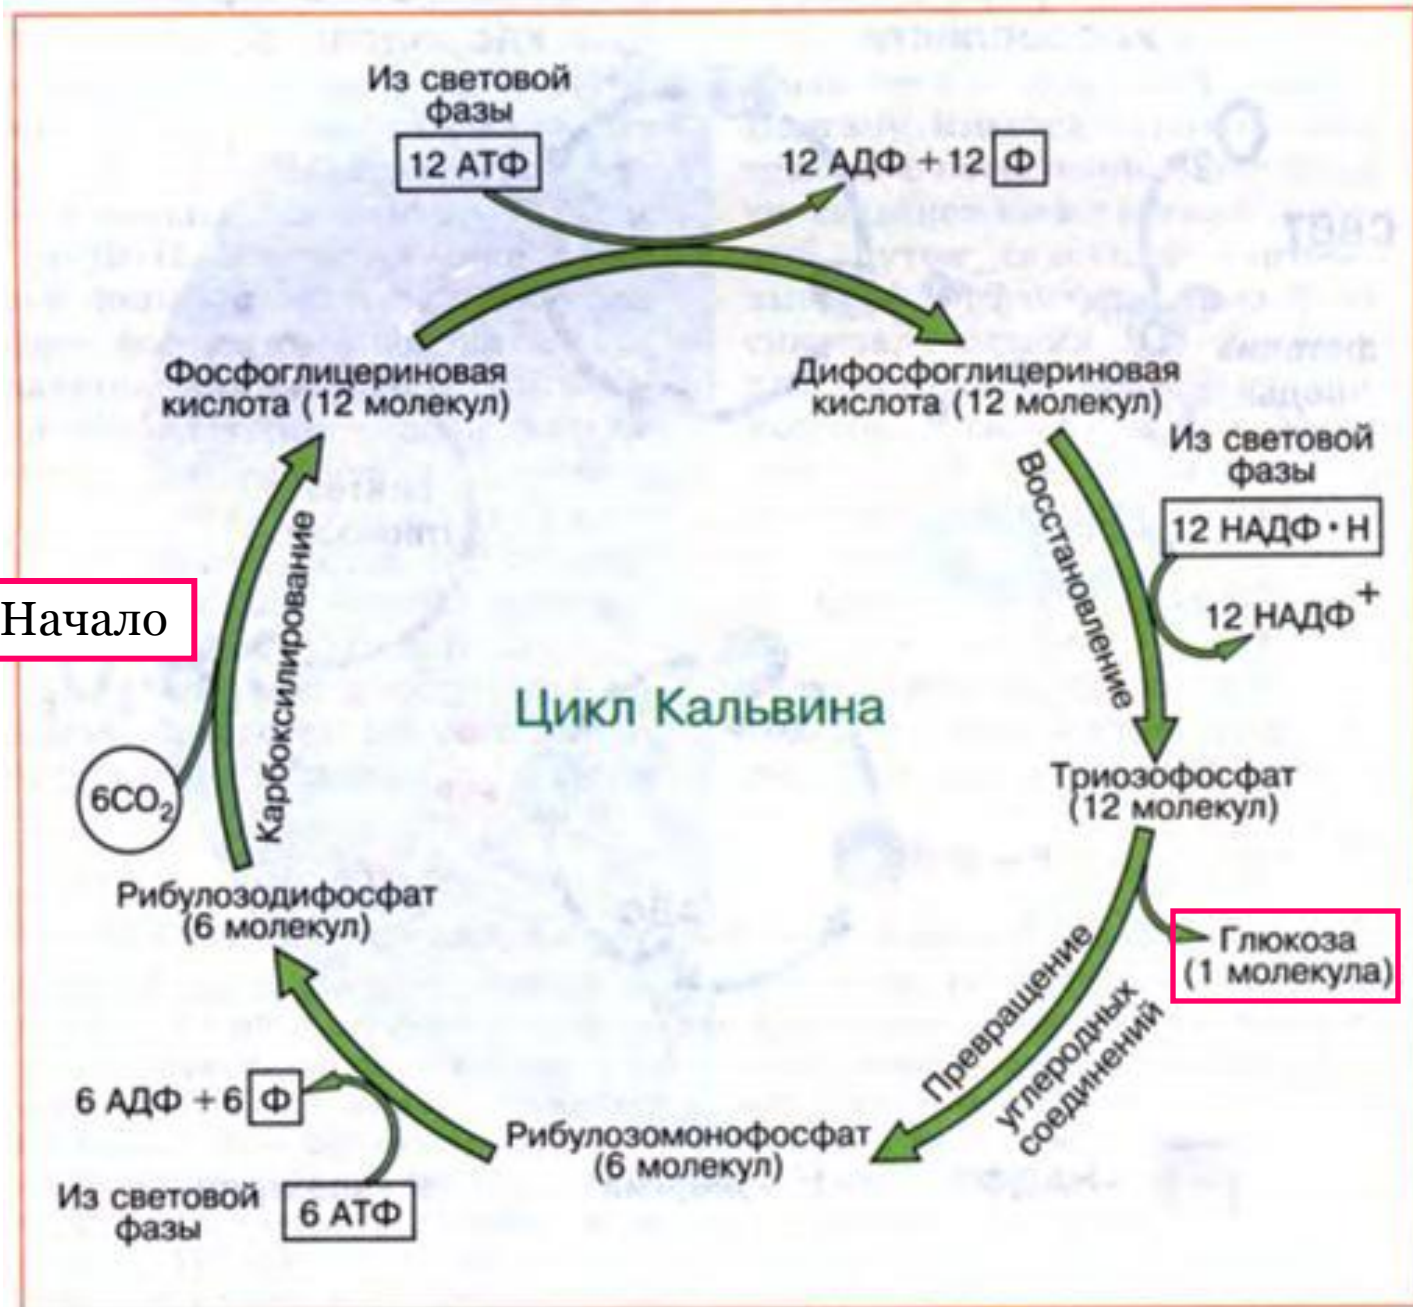 Из световой
фазы
12 АТФ
12 АДФ + 12 Ф
Фосфоглицериновая
кислота (12 молекул)
Дифосфоглицериновая
кислота (12 молекул)
Из световой
фазы
12 НАДФ · Н
12 НАДФ+
Восстановление
Начало
Карбоксилирование
6CO₂
Цикл Кальвина
Триозофосфат
(12 молекул)
Рибулозодифосфат
(6 молекул)
Глюкоза
(1 молекула)
Превращение
углеродных
соединений
6 АДФ + 6 Ф
Рибулозомонофосфат
(6 молекул)
Из световой
фазы
6 АТФ